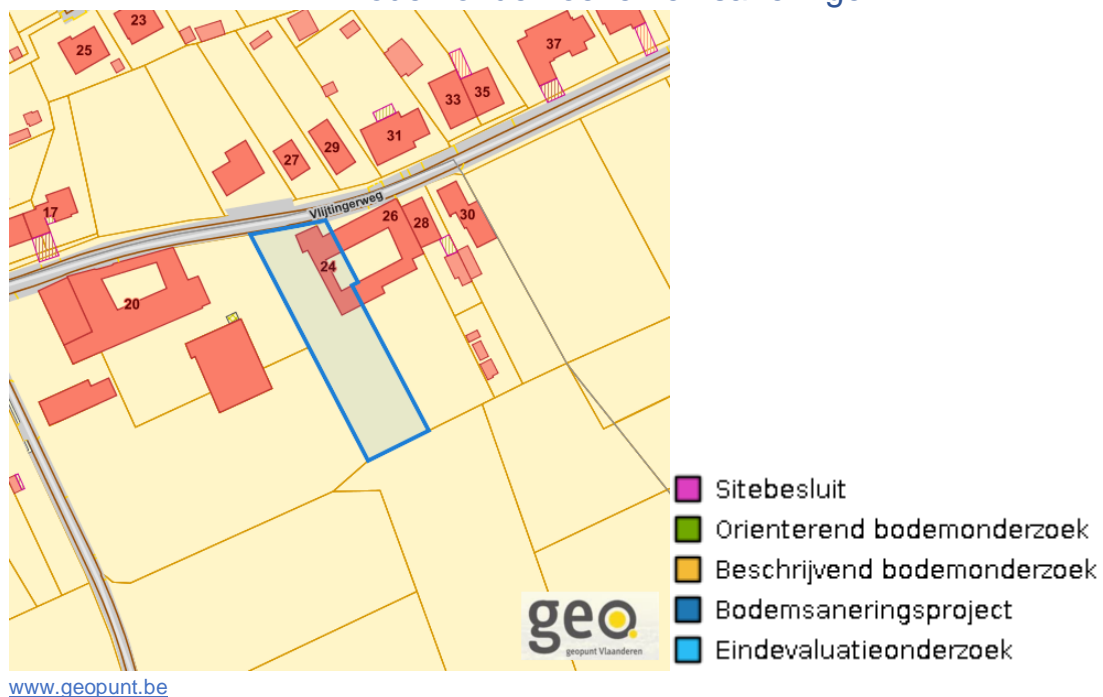 23
25
37
33
35
31
29
27
17
Vlijtingerweg
26
28
30
24
20
Sitebesluit
Orienterend bodemonderzoek
Beschrijvend bodemonderzoek
Bodemsaneringsproject
Eindevaluatieonderzoek
geo.
geopunt Vlaanderen
www.geopunt.be